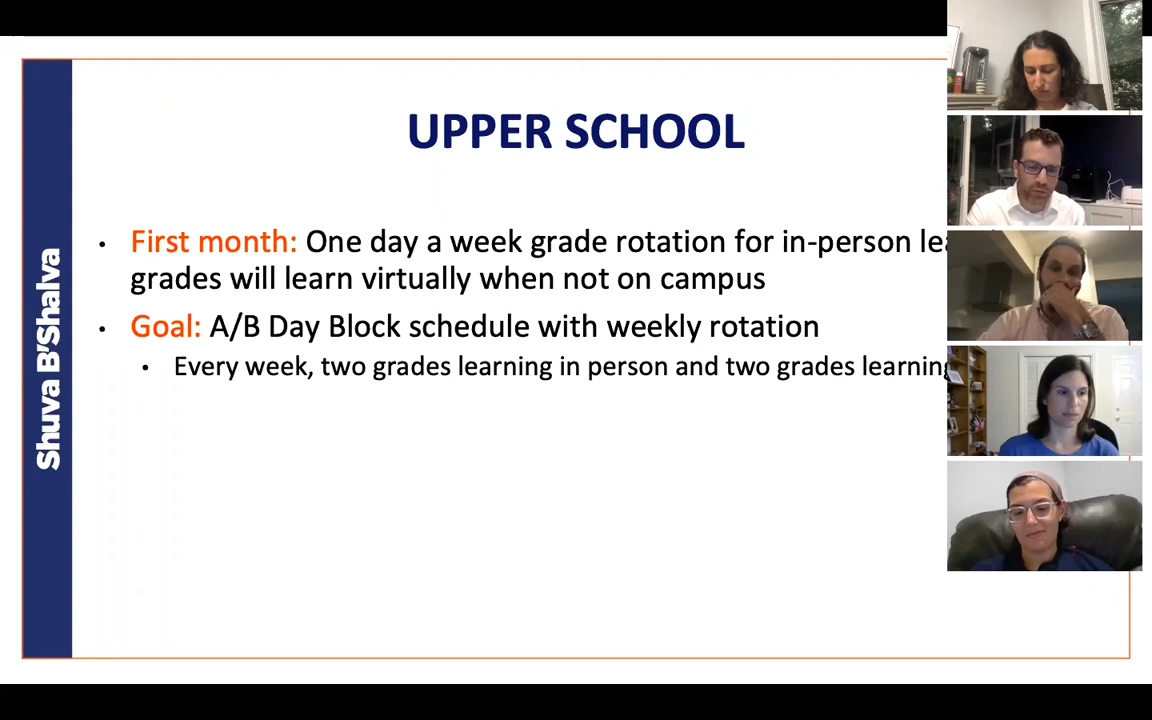 UPPER SCHOOL
• First month: One day a week grade rotation for in-person
grades will learn virtually when not on campus
• Goal: A/B Day Block schedule with weekly rotation
• Every week, two grades learning in person and two grades learning
Shuva B'Shalva